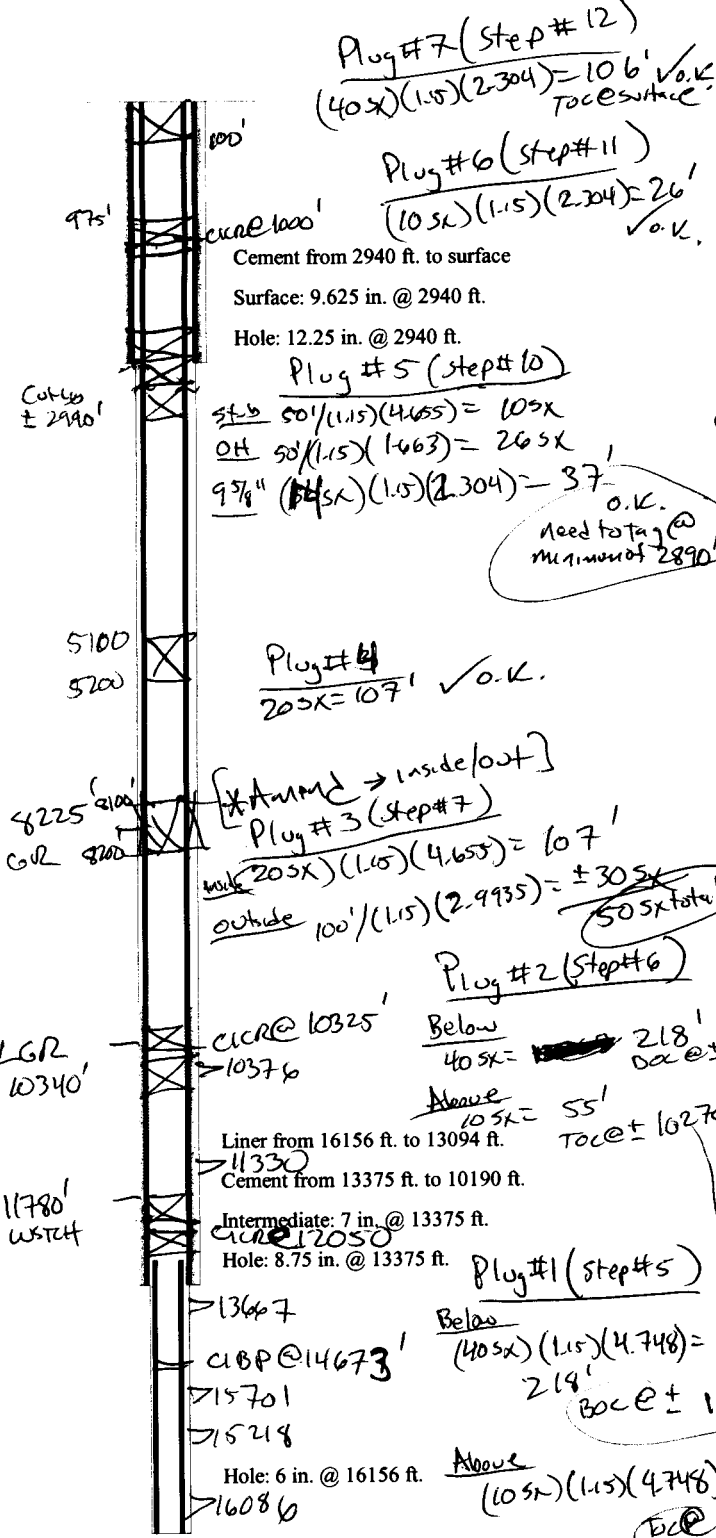 Plug#7 (step#12)
(40sx)(1.15)(2.304)= 106' ✓o.k.
TOC@surface
100'
Plug#6 (step#11)
(10sx)(1.15)(2.304)= 26'
✓o.k.
975'
CICR@1000'
Cement from 2940 ft. to surface
Surface: 9.625 in. @ 2940 ft.
Hole: 12.25 in. @ 2940 ft.
Plug #5 (step#10)
± 2990'
stub 50'/(1.15)(4.655)= 10sx
OH 50'/(1.15)(1.663)= 26sx
9 5/8" (14sx)(1.15)(2.304)= 37'
o.k.
need to tag @
minimum of 2890'
5100
5200
Plug#4
20sx=107' ✓o.k.
[*Amend → inside/out]
8225'
8100'
8200
Plug #3 (step#7)
inside (20sx)(1.15)(4.655)= 107'
outside 100'/(1.15)(2.9935)= ±30sx
50sx total
Plug #2 (step#6)
CICR@ 10325'
10340'
10376
Below
40sx= 218'
BOC@±
Above
10sx= 55'
TOC@±
Liner from 16156 ft. to 13094 ft.
11330
Cement from 13375 ft. to 10190 ft.
11780'
Intermediate: 7 in. @ 13375 ft.
CICR@12050'
Hole: 8.75 in. @ 13375 ft.
Plug#1 (step#5)
13667
Below
(40sx)(1.15)(4.748)=
218'
CIBP@14673'
BOC@±
15701
15218
Hole: 6 in. @ 16156 ft.
Above
(10sx)(1.15)(4.748)
16086
TOC@